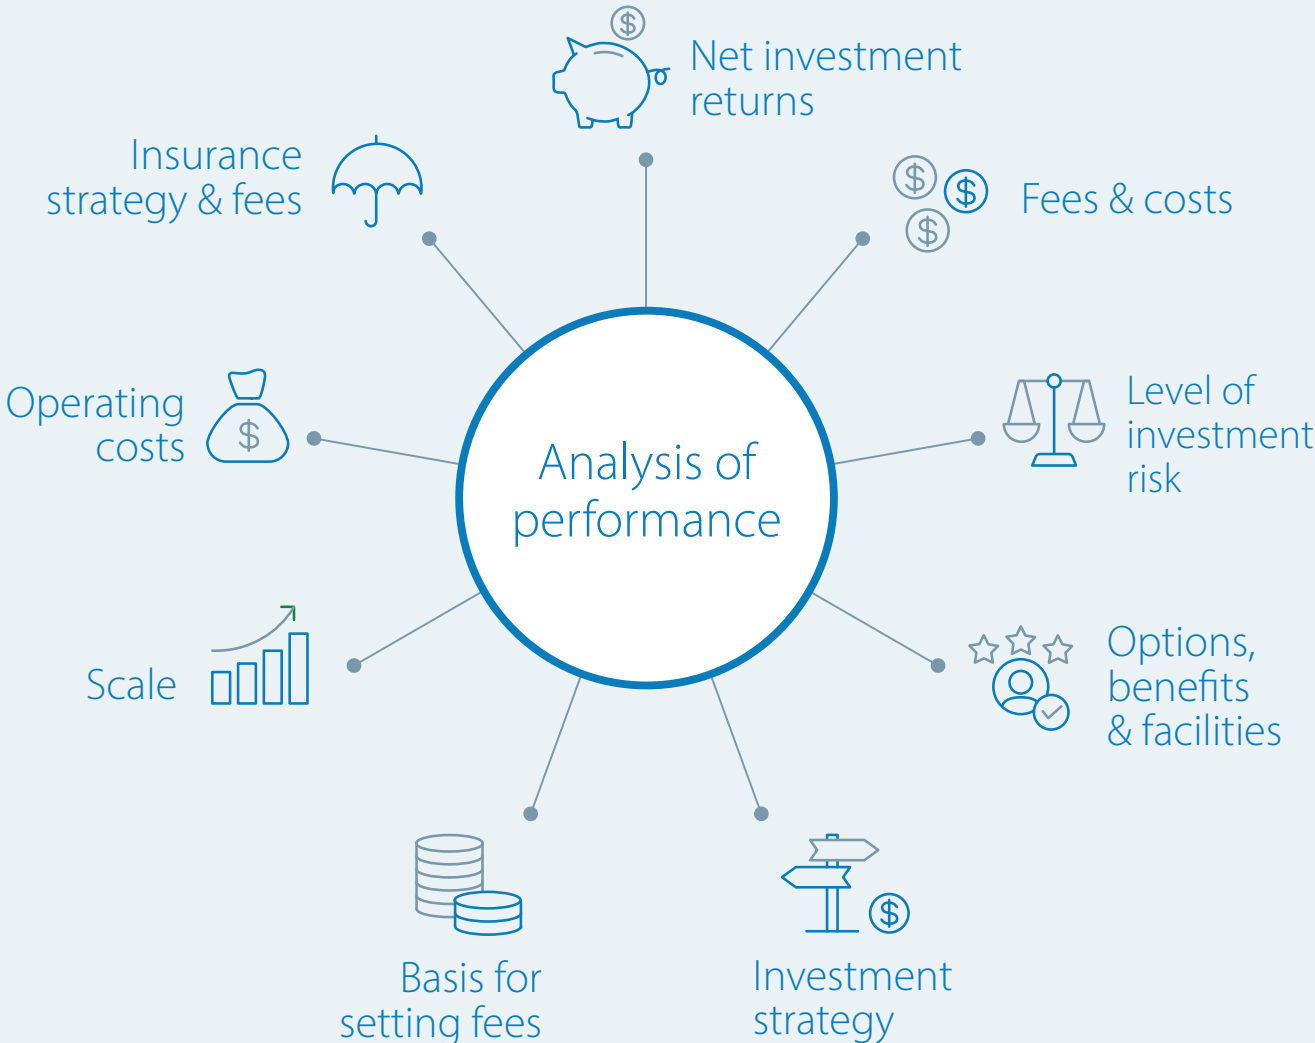 Net investment
returns
Fees & costs
Level of
investment
risk
Options,
benefits
& facilities
Investment
strategy
Basis for
setting fees
Scale
Operating
costs
Insurance
strategy & fees
Analysis of
performance
$
$
$
$
$
$